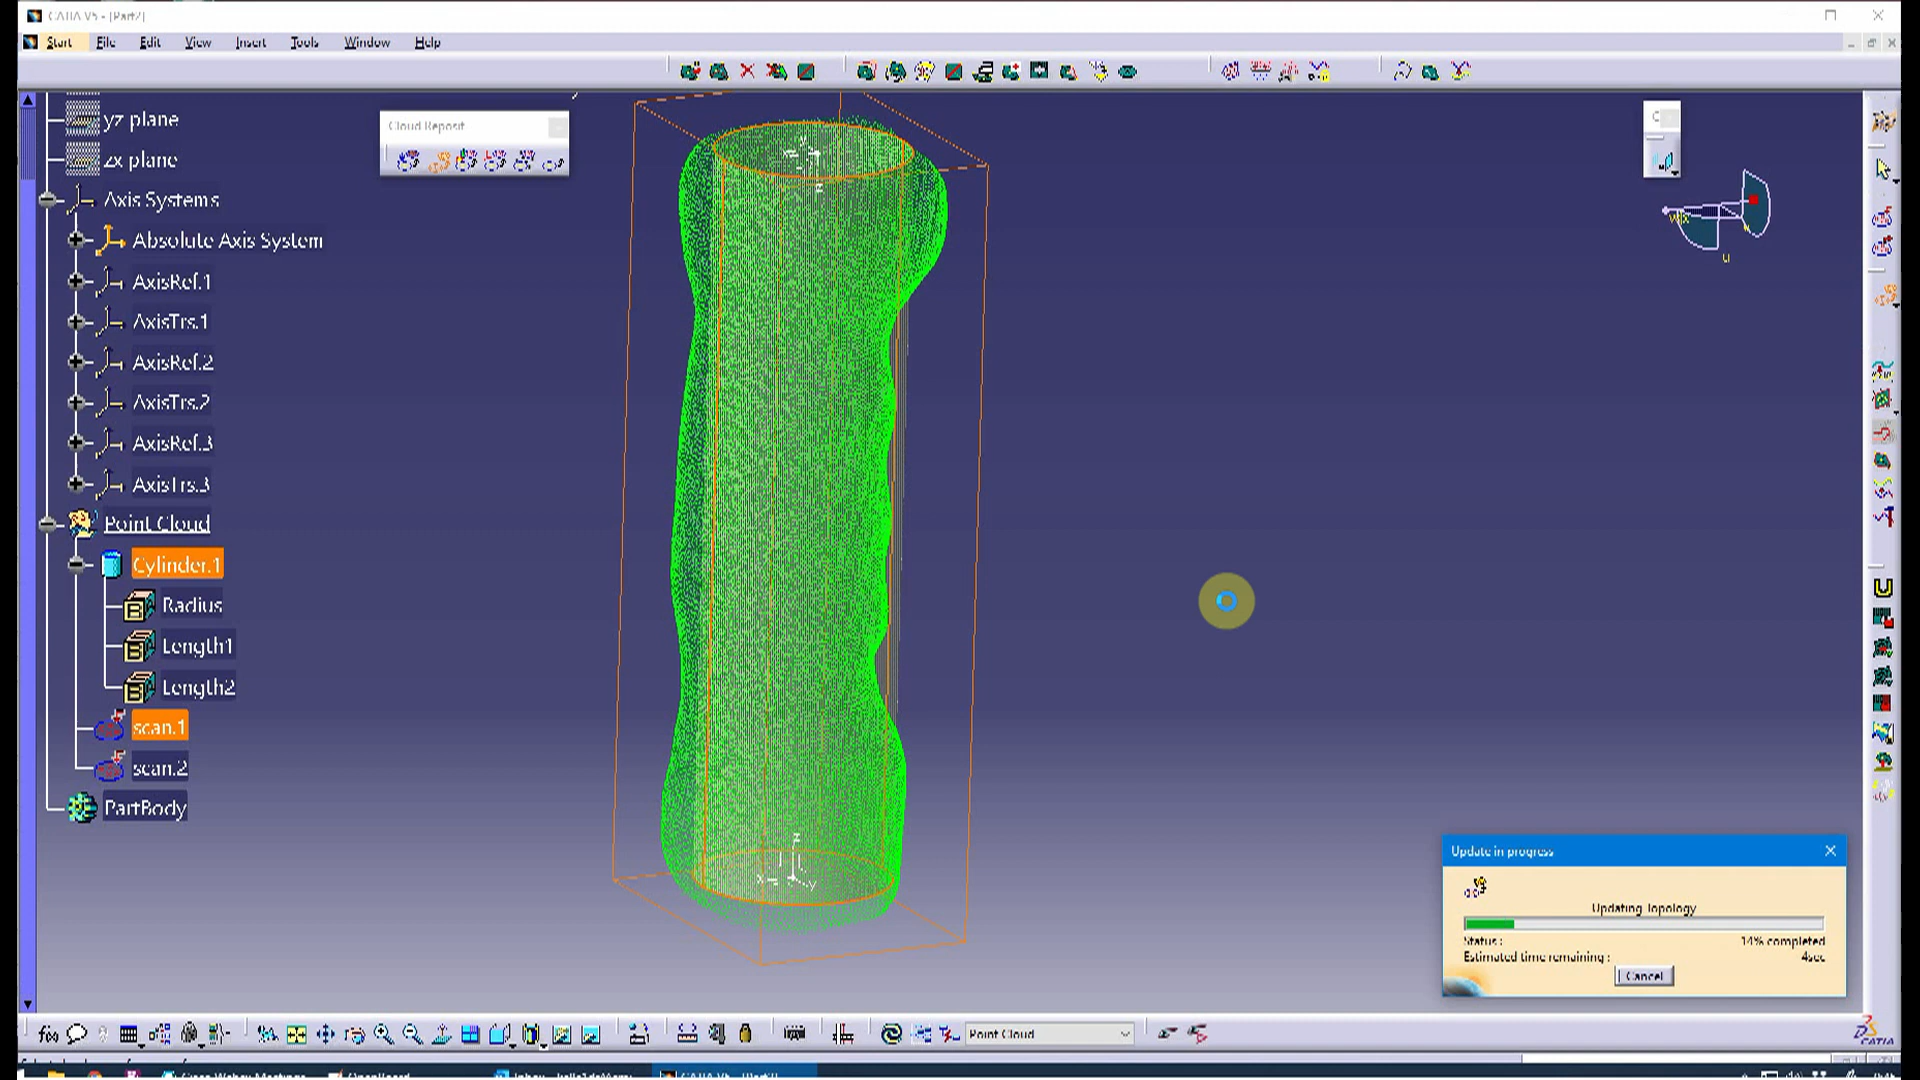 CATIA V5 - [Part2]
Start File Edit View Insert Tools Window Help
yz plane
zx plane
Axis Systems
Absolute Axis System
AxisRef.1
AxisTrs.1
AxisRef.2
AxisTrs.2
AxisRef.3
AxisTrs.3
Point Cloud
Cylinder.1
Radius
Length1
Length2
scan.1
scan.2
PartBody
Cloud Reposit
z
x
y
u
Update in progress
Updating Topology
Status :
14% completed
Estimated time remaining :
4sec
Cancel
Point Cloud
CATIA